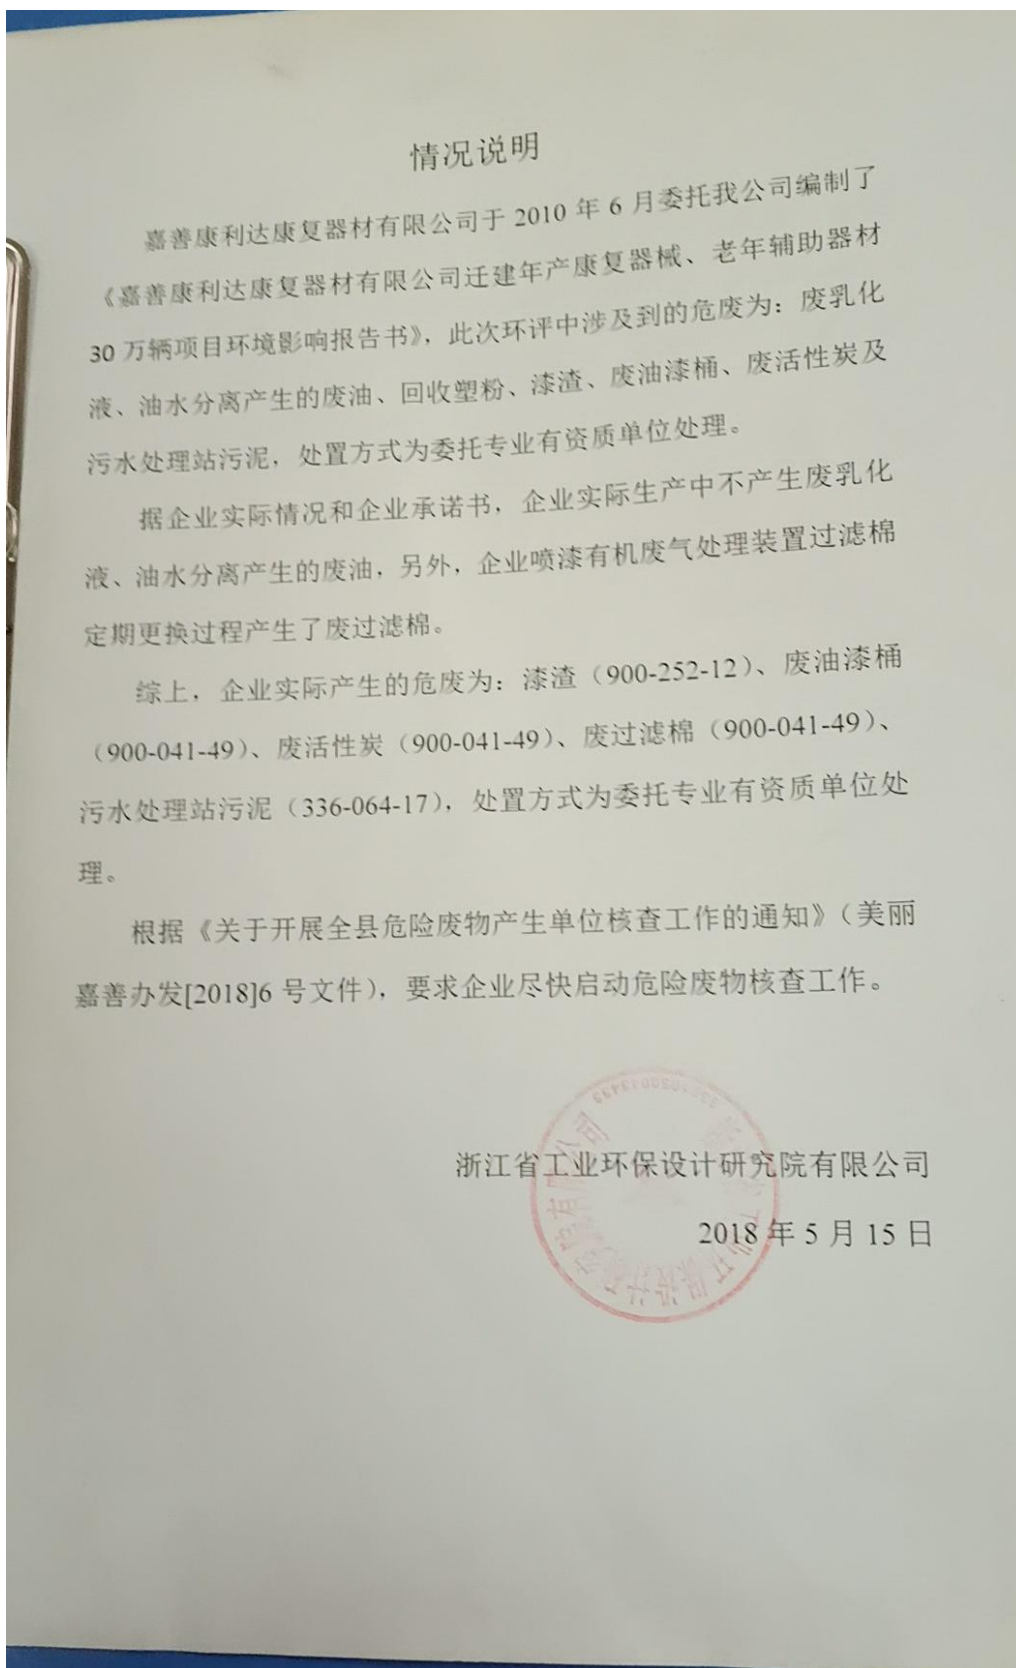 情况说明
嘉善康利达康复器材有限公司于 2010 年 6 月委托我公司编制了
《嘉善康利达康复器材有限公司迁建年产康复器械、老年辅助器材
30 万辆项目环境影响报告书》，此次环评中涉及到的危废为：废乳化
液、油水分离产生的废油、回收塑粉、漆渣、废油漆桶、废活性炭及
污水处理站污泥，处置方式为委托专业有资质单位处理。
据企业实际情况和企业承诺书，企业实际生产中不产生废乳化
液、油水分离产生的废油，另外，企业喷漆有机废气处理装置过滤棉
定期更换过程产生了废过滤棉。
综上，企业实际产生的危废为：漆渣（900-252-12）、废油漆桶
（900-041-49）、废活性炭（900-041-49）、废过滤棉（900-041-49）、
污水处理站污泥（336-064-17），处置方式为委托专业有资质单位处
理。
根据《关于开展全县危险废物产生单位核查工作的通知》（美丽
嘉善办发[2018]6 号文件），要求企业尽快启动危险废物核查工作。
浙江省工业环保设计研究院有限公司
2018 年 5 月 15 日